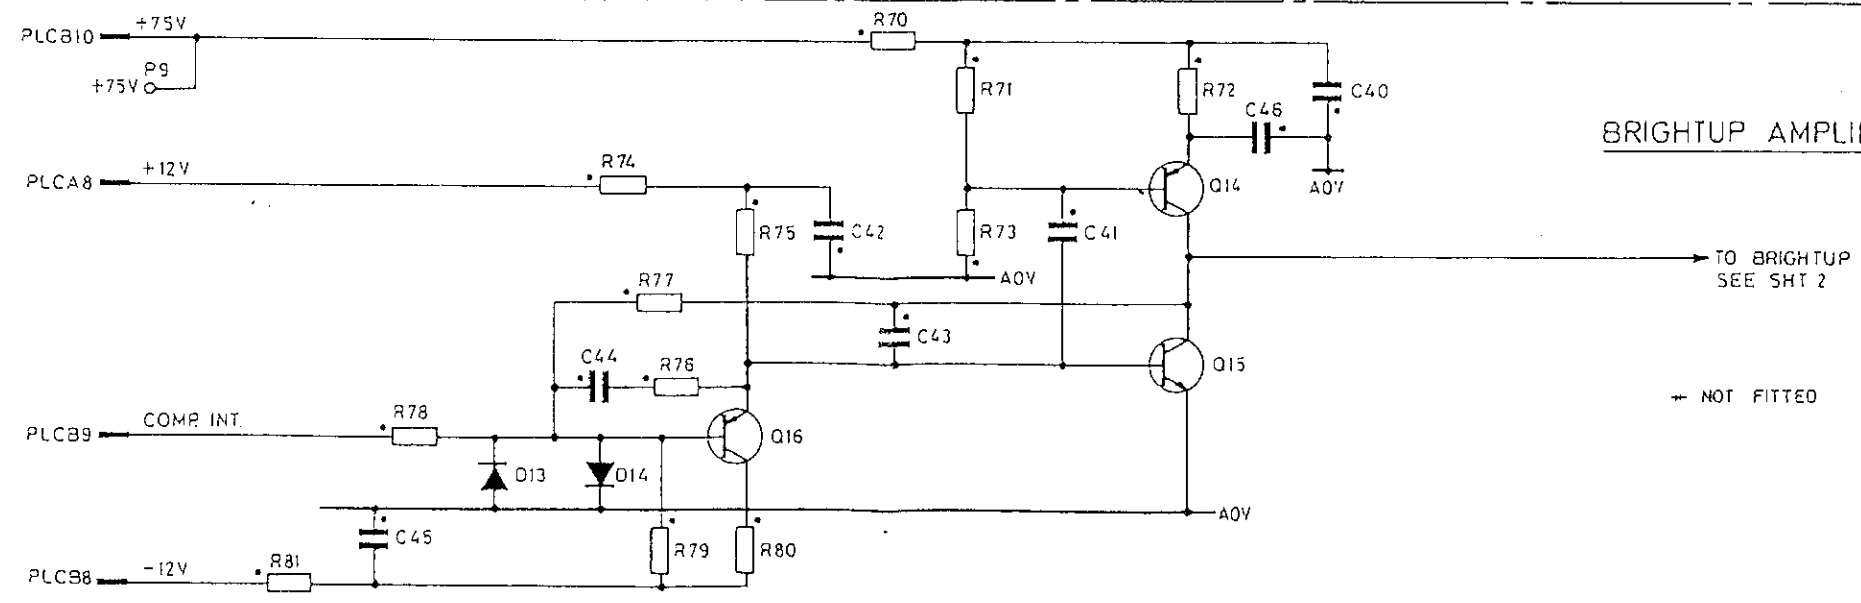 PLCB10 +75V
R70
P9
+75V
R71
R72
C40
C46
BRIGHTUP
PLCA8 +12V
R74
Q14
A0V
R75
C42
R73
C41
A0V
TO BRIGHTUP
SEE SHT 2
R77
C43
C44
R76
Q15
NOT FITTED
PLCB9 COMP. INT.
R78
Q16
D13
D14
A0V
C45
R79
R80
PLCB8 -12V
R81